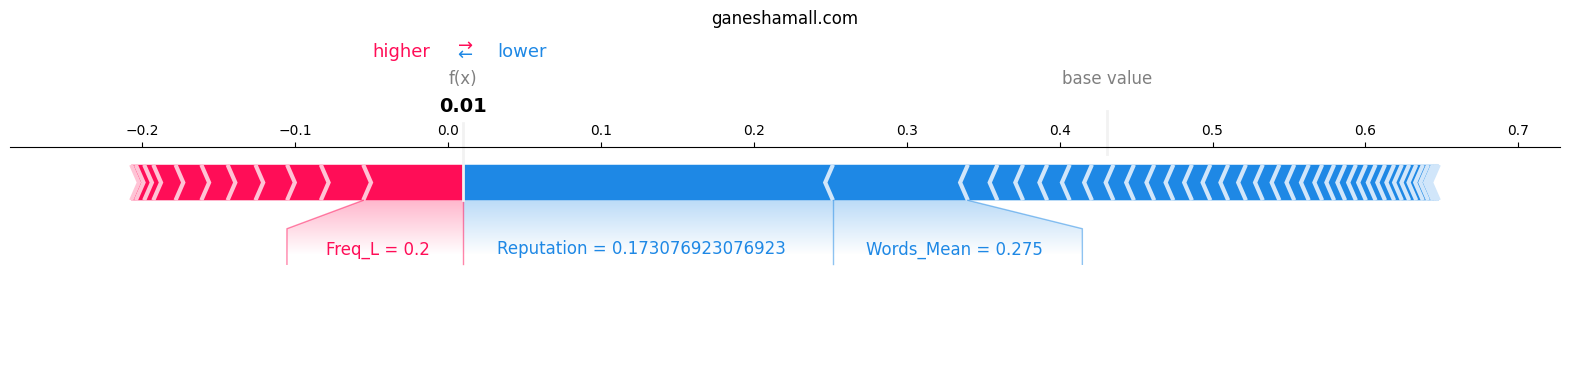 ganeshamall.com
higher ⇄ lower
f(x) base value
0.01
−0.2 −0.1 0.0 0.1 0.2 0.3 0.4 0.5 0.6 0.7
Freq_L = 0.2 Reputation = 0.173076923076923 Words_Mean = 0.275